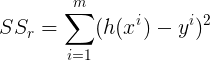 $SS_r = \sum_{i=1}^{m} (h(x^i) - y^i)^2$